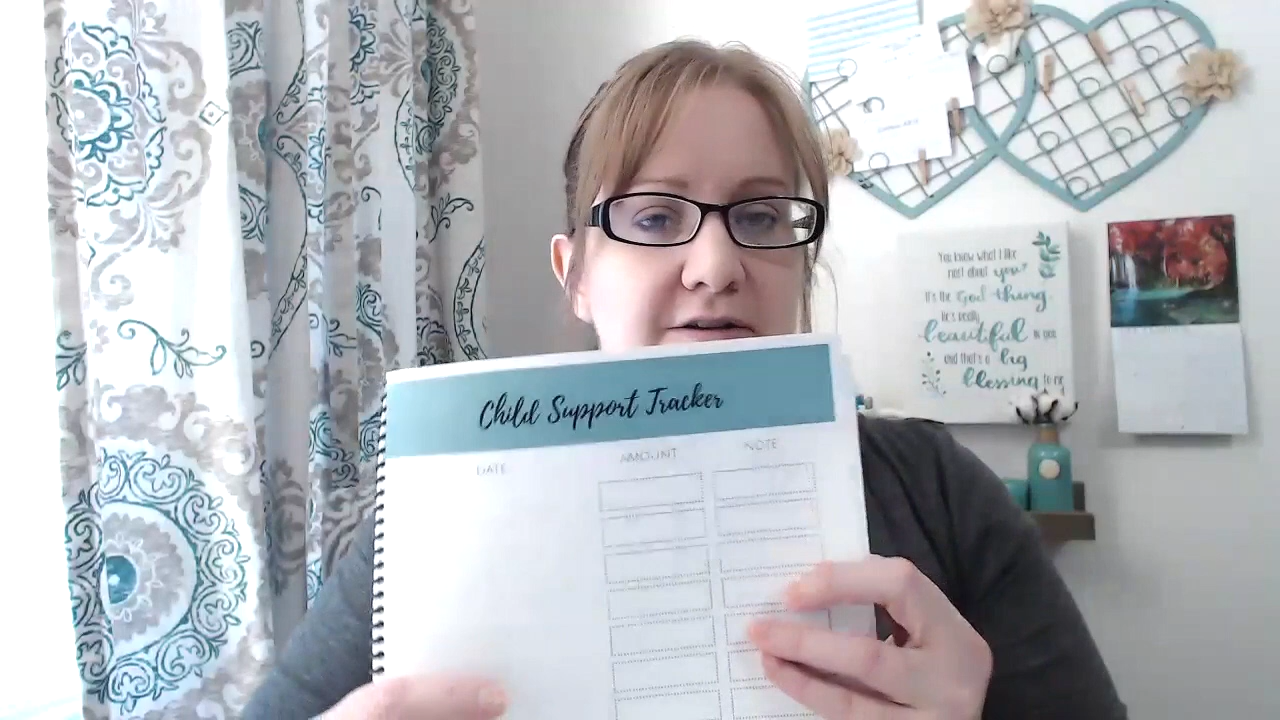 You know what I like
most about you?
It's the God-thing.
He's really
beautiful in you
and that's a big
blessing to me
Child Support Tracker
DATE AMOUNT NOTE